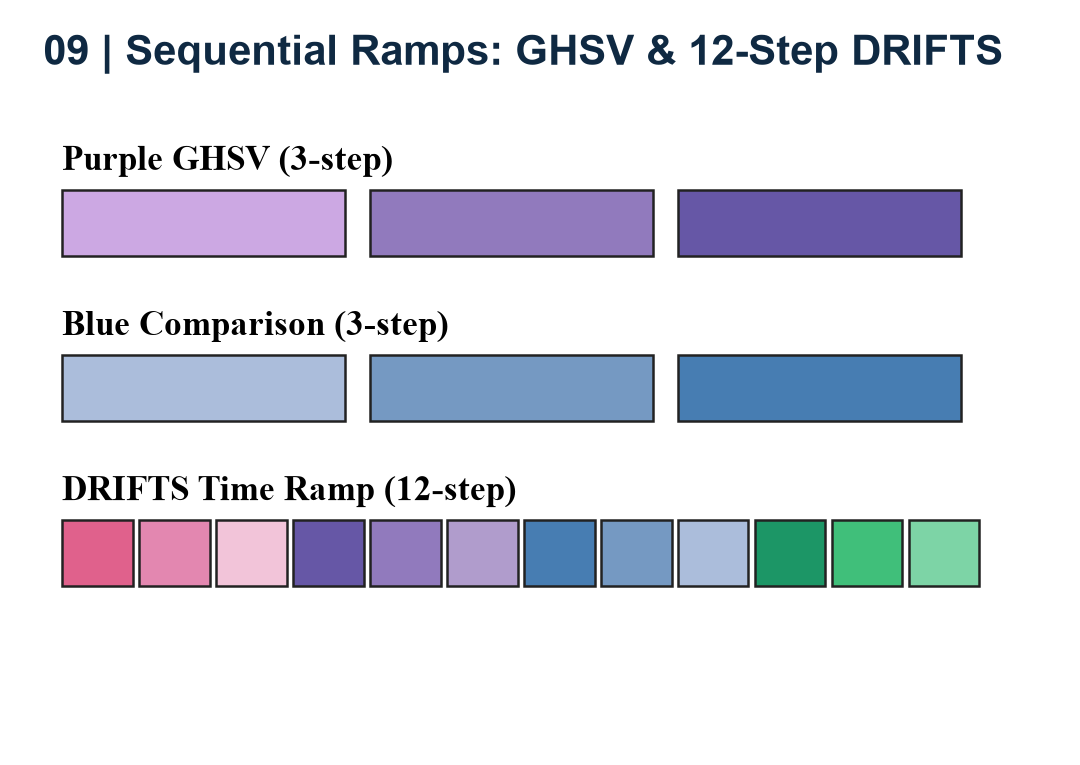 09 | Sequential Ramps: GHSV & 12-Step DRIFTS
Purple GHSV (3-step)
Blue Comparison (3-step)
DRIFTS Time Ramp (12-step)